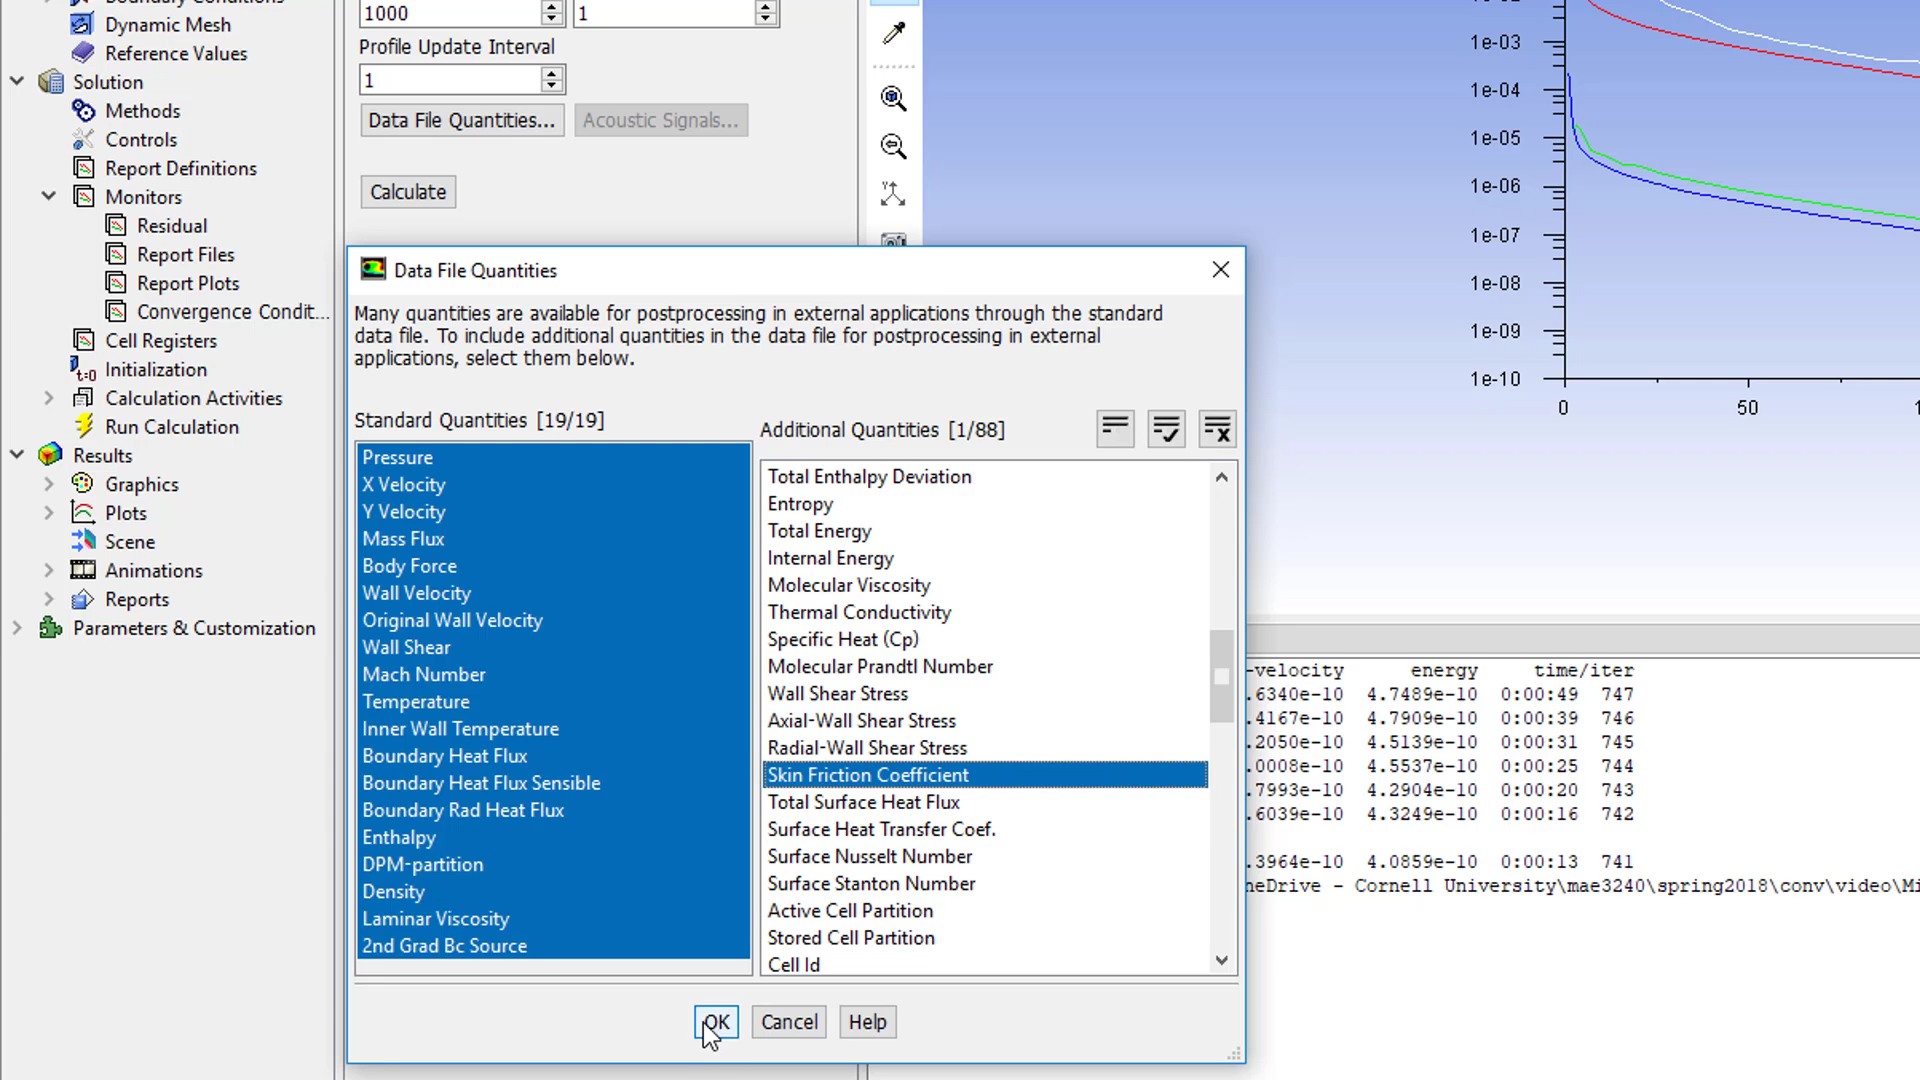 Dynamic Mesh
Reference Values
Solution
Methods
Controls
Report Definitions
Monitors
Residual
Report Files
Report Plots
Convergence Condit...
Cell Registers
t=0
Initialization
Calculation Activities
Run Calculation
Results
Graphics
Plots
Scene
Animations
Reports
Parameters & Customization
1000
1
Profile Update Interval
1
Data File Quantities...
Acoustic Signals...
Calculate
Data File Quantities
Many quantities are available for postprocessing in external applications through the standard
data file. To include additional quantities in the data file for postprocessing in external
applications, select them below.
Standard Quantities [19/19]
Pressure
X Velocity
Y Velocity
Mass Flux
Body Force
Wall Velocity
Original Wall Velocity
Wall Shear
Mach Number
Temperature
Inner Wall Temperature
Boundary Heat Flux
Boundary Heat Flux Sensible
Boundary Rad Heat Flux
Enthalpy
DPM-partition
Density
Laminar Viscosity
2nd Grad Bc Source
Additional Quantities [1/88]
Total Enthalpy Deviation
Entropy
Total Energy
Internal Energy
Molecular Viscosity
Thermal Conductivity
Specific Heat (Cp)
Molecular Prandtl Number
Wall Shear Stress
Axial-Wall Shear Stress
Radial-Wall Shear Stress
Skin Friction Coefficient
Total Surface Heat Flux
Surface Heat Transfer Coef.
Surface Nusselt Number
Surface Stanton Number
Active Cell Partition
Stored Cell Partition
Cell Id
OK
Cancel
Help
1e-03
1e-04
1e-05
1e-06
1e-07
1e-08
1e-09
1e-10
0
50
-velocity energy time/iter
.6340e-10 4.7489e-10 0:00:49 747
.4167e-10 4.7909e-10 0:00:39 746
.2050e-10 4.5139e-10 0:00:31 745
.0008e-10 4.5537e-10 0:00:25 744
.7993e-10 4.2904e-10 0:00:20 743
.6039e-10 4.3249e-10 0:00:16 742
.3964e-10 4.0859e-10 0:00:13 741
neDrive - Cornell University\mae3240\spring2018\conv\video\Mi